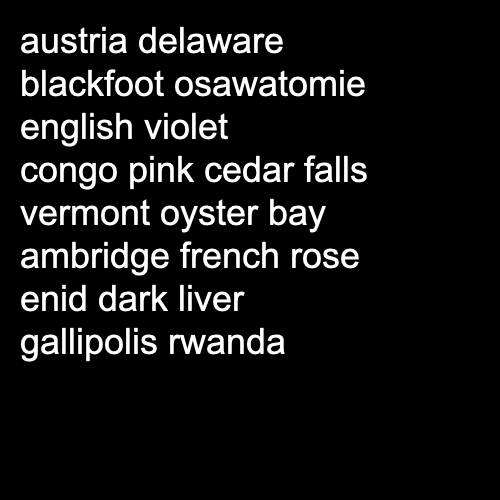 austria delaware
blackfoot osawatomie
english violet
congo pink cedar falls
vermont oyster bay
ambridge french rose
enid dark liver
gallipolis rwanda